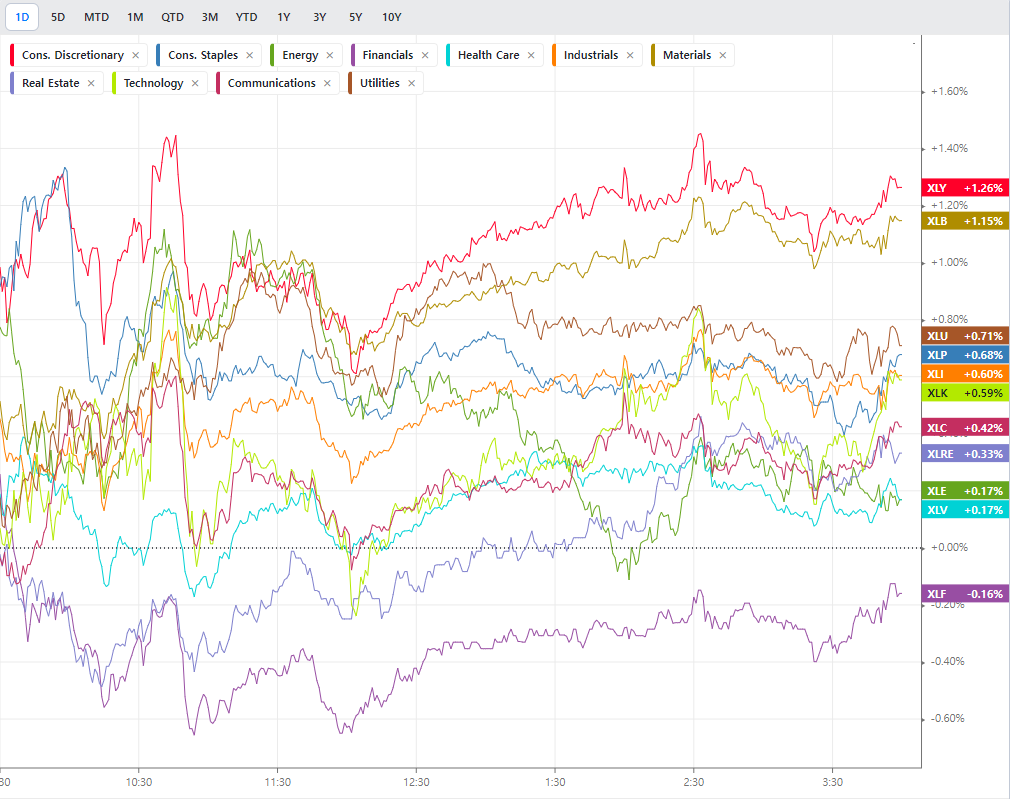 1D 5D MTD 1M QTD 3M YTD 1Y 3Y 5Y 10Y
Cons. Discretionary × Cons. Staples × Energy × Financials × Health Care × Industrials × Materials ×
Real Estate × Technology × Communications × Utilities ×
+1.60%
+1.40%
XLY +1.26%
+1.20%
XLB +1.15%
+1.00%
+0.80%
XLU +0.71%
XLP +0.68%
XLI +0.60%
XLK +0.59%
XLC +0.42%
XLRE +0.33%
XLE +0.17%
XLV +0.17%
+0.00%
XLF -0.16%
-0.20%
-0.40%
-0.60%
30 10:30 11:30 12:30 1:30 2:30 3:30